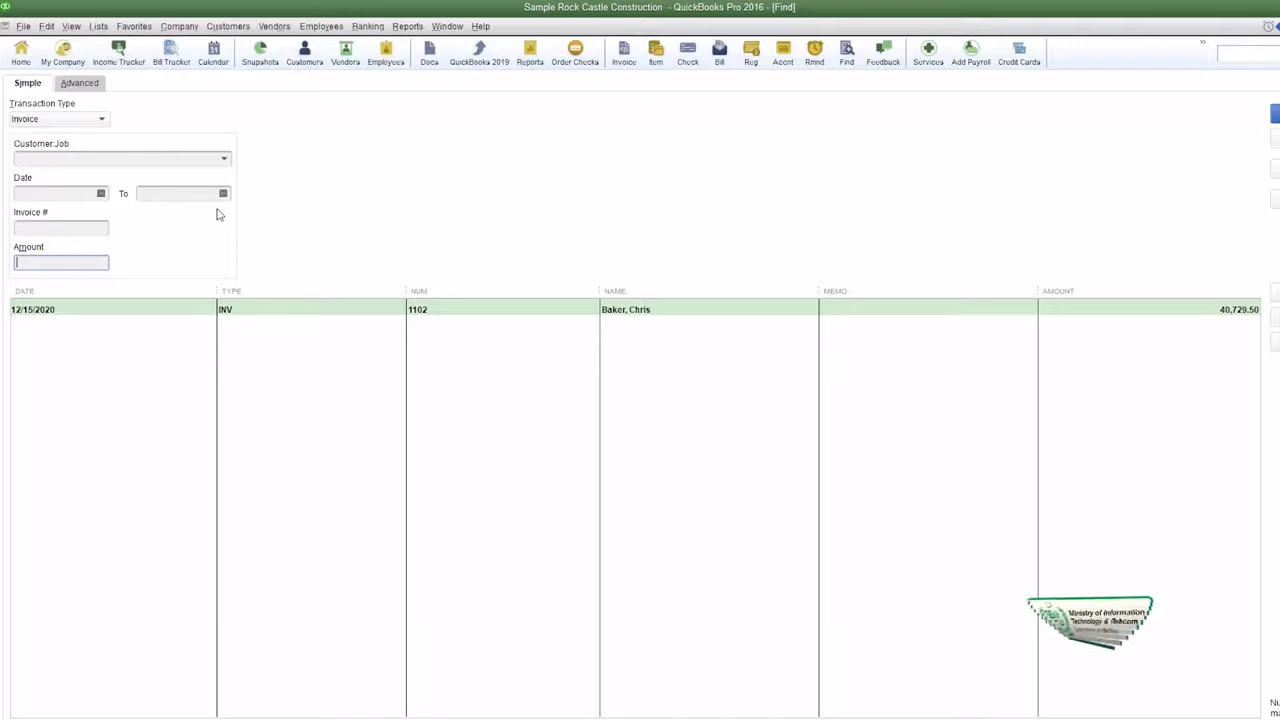 Sample Rock Castle Construction - QuickBooks Pro 2016 - [Find]
File Edit View Lists Favorites Company Customers Vendors Employees Banking Reports Window Help
Home My Company Income Tracker Bill Tracker Calendar Snapshots Customers Vendors Employees Docs QuickBooks 2019 Reports Order Checks Invoice Item Check Bill Reg Accnt Rmnd Find Feedback Services Add Payroll Credit Cards
Simple Advanced
Transaction Type
Invoice
Customer:Job
Date
To
Invoice #
Amount
DATE TYPE NUM NAME MEMO AMOUNT
12/15/2020 INV 1102 Baker, Chris 40,729.50
Ministry of Information
Technology & Telecom